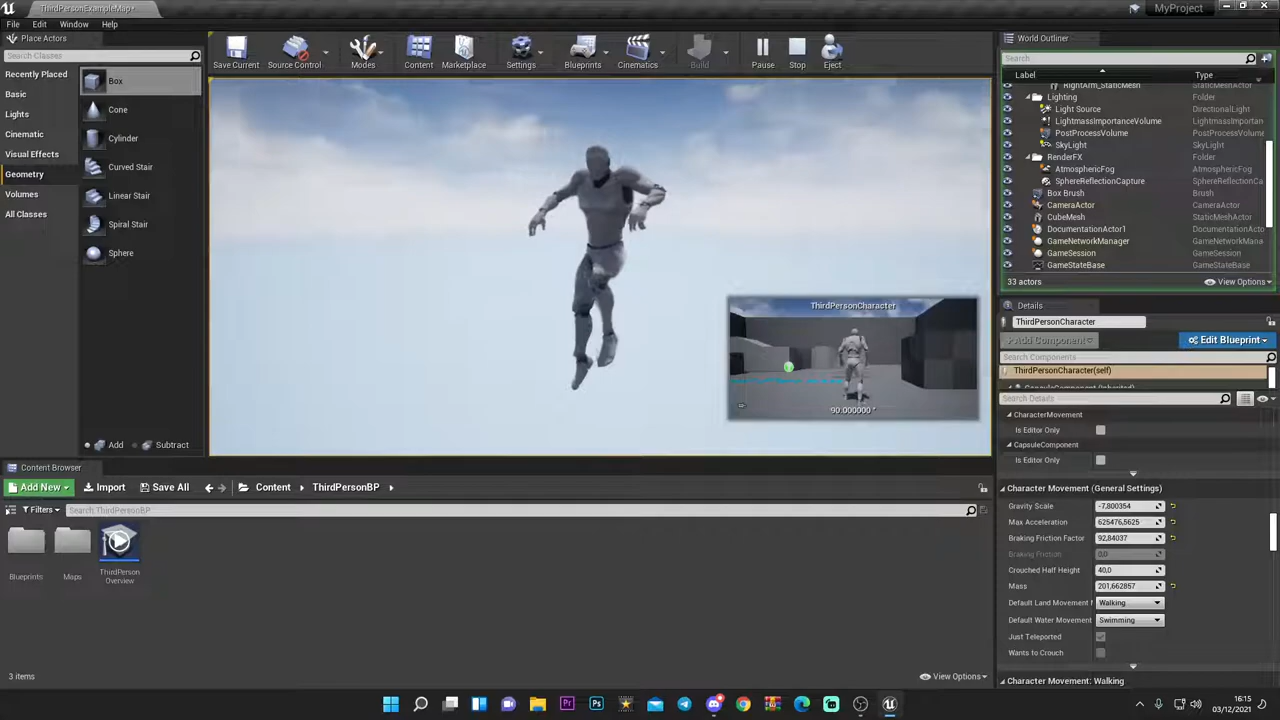 ThirdPersonExampleMap*
MyProject
File Edit Window Help
Place Actors
Search Classes
Recently Placed
Basic
Lights
Cinematic
Visual Effects
Geometry
Volumes
All Classes
Box
Cone
Cylinder
Curved Stair
Linear Stair
Spiral Stair
Sphere
Add Subtract
Save Current
Source Control
Modes
Content
Marketplace
Settings
Blueprints
Cinematics
Build
Pause
Stop
Eject
ThirdPersonCharacter
90.000000 °
World Outliner
Search
Label Type
RightArm_StaticMesh StaticMeshActor
Lighting Folder
Light Source DirectionalLight
LightmassImportanceVolume LightmassImportan
PostProcessVolume PostProcessVolume
SkyLight SkyLight
RenderFX Folder
AtmosphericFog AtmosphericFog
SphereReflectionCapture SphereReflectionCa
Box Brush Brush
CameraActor CameraActor
CubeMesh StaticMeshActor
DocumentationActor1 DocumentationActo
GameNetworkManager GameNetworkMana
GameSession GameSession
GameStateBase GameStateBase
33 actors View Options
Details
ThirdPersonCharacter
+ Add Component Edit Blueprint
Search Components
ThirdPersonCharacter(self)
CapsuleComponent (Inherited)
Search Details
CharacterMovement
Is Editor Only
CapsuleComponent
Is Editor Only
Character Movement (General Settings)
Gravity Scale -7,800354
Max Acceleration 625476,5625
Braking Friction Factor 92,84037
Braking Friction 0,0
Crouched Half Height 40,0
Mass 201,662857
Default Land Movement Walking
Default Water Movement Swimming
Just Teleported
Wants to Crouch
Character Movement: Walking
Content Browser
Add New Import Save All Content ThirdPersonBP
Filters Search ThirdPersonBP
Blueprints
Maps
ThirdPerson
Overview
3 items View Options
16:15
03/12/2021